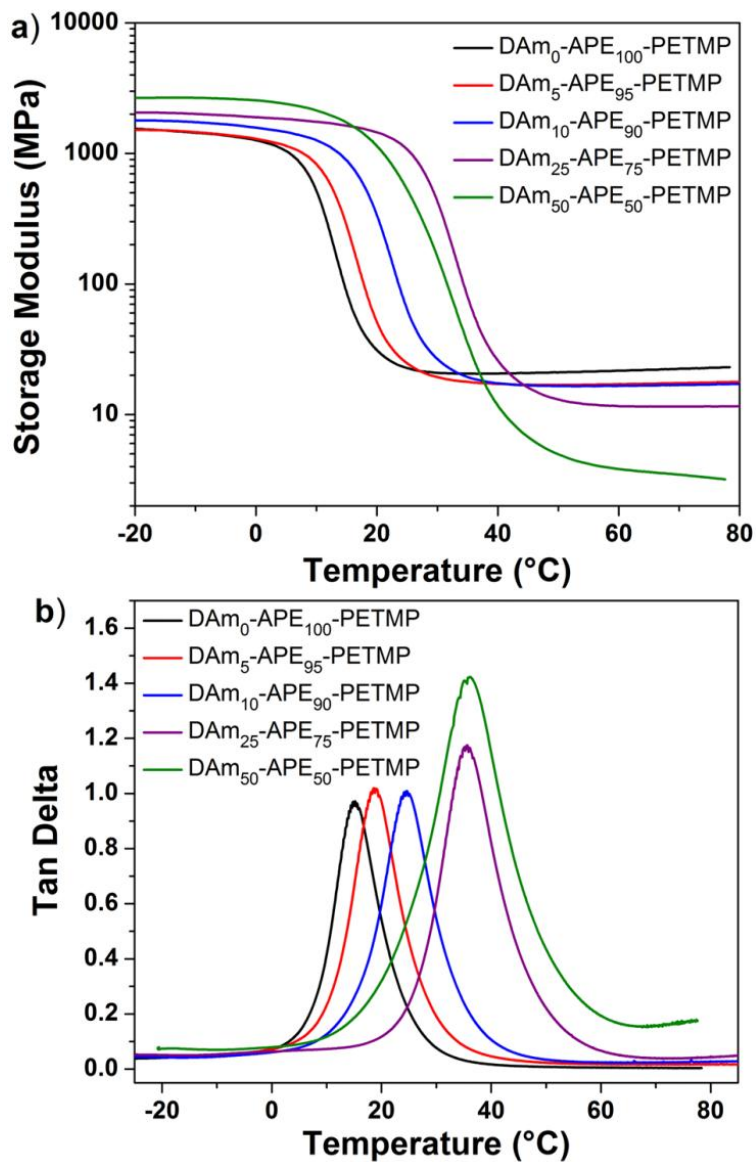 a)
10000
1000
100
10
Storage Modulus (MPa)
DAm₀-APE₁₀₀-PETMP
DAm₅-APE₉₅-PETMP
DAm₁₀-APE₉₀-PETMP
DAm₂₅-APE₇₅-PETMP
DAm₅₀-APE₅₀-PETMP
-20 0 20 40 60 80
Temperature (°C)
b)
1.6
1.4
1.2
1.0
0.8
0.6
0.4
0.2
0.0
Tan Delta
DAm₀-APE₁₀₀-PETMP
DAm₅-APE₉₅-PETMP
DAm₁₀-APE₉₀-PETMP
DAm₂₅-APE₇₅-PETMP
DAm₅₀-APE₅₀-PETMP
-20 0 20 40 60 80
Temperature (°C)